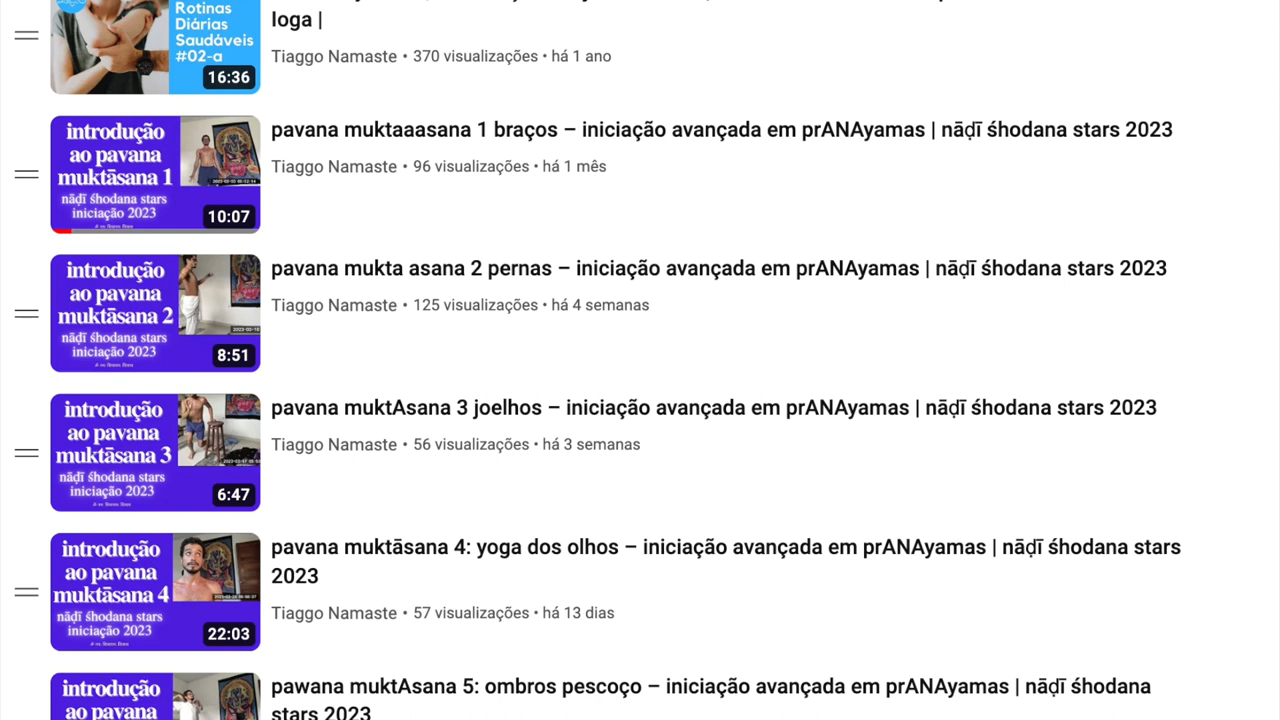 Rotinas
Diárias
Saudáveis
#02-a
16:36
Ioga |
Tiaggo Namaste • 370 visualizações • há 1 ano
introdução
ao pavana
muktāsana 1
nāḍī śhodana stars
iniciação 2023
10:07
pavana muktaaasana 1 braços – iniciação avançada em prANAyamas | nāḍī śhodana stars 2023
Tiaggo Namaste • 96 visualizações • há 1 mês
introdução
ao pavana
muktāsana 2
nāḍī śhodana stars
iniciação 2023
8:51
pavana mukta asana 2 pernas – iniciação avançada em prANAyamas | nāḍī śhodana stars 2023
Tiaggo Namaste • 125 visualizações • há 4 semanas
introdução
ao pavana
muktāsana 3
nāḍī śhodana stars
iniciação 2023
6:47
pavana muktAsana 3 joelhos – iniciação avançada em prANAyamas | nāḍī śhodana stars 2023
Tiaggo Namaste • 56 visualizações • há 3 semanas
introdução
ao pavana
muktāsana 4
nāḍī śhodana stars
iniciação 2023
22:03
pavana muktāsana 4: yoga dos olhos – iniciação avançada em prANAyamas | nāḍī śhodana stars
2023
Tiaggo Namaste • 57 visualizações • há 13 dias
introdução
ao pavana
pawana muktAsana 5: ombros pescoço – iniciação avançada em prANAyamas | nāḍī śhodana
stars 2023